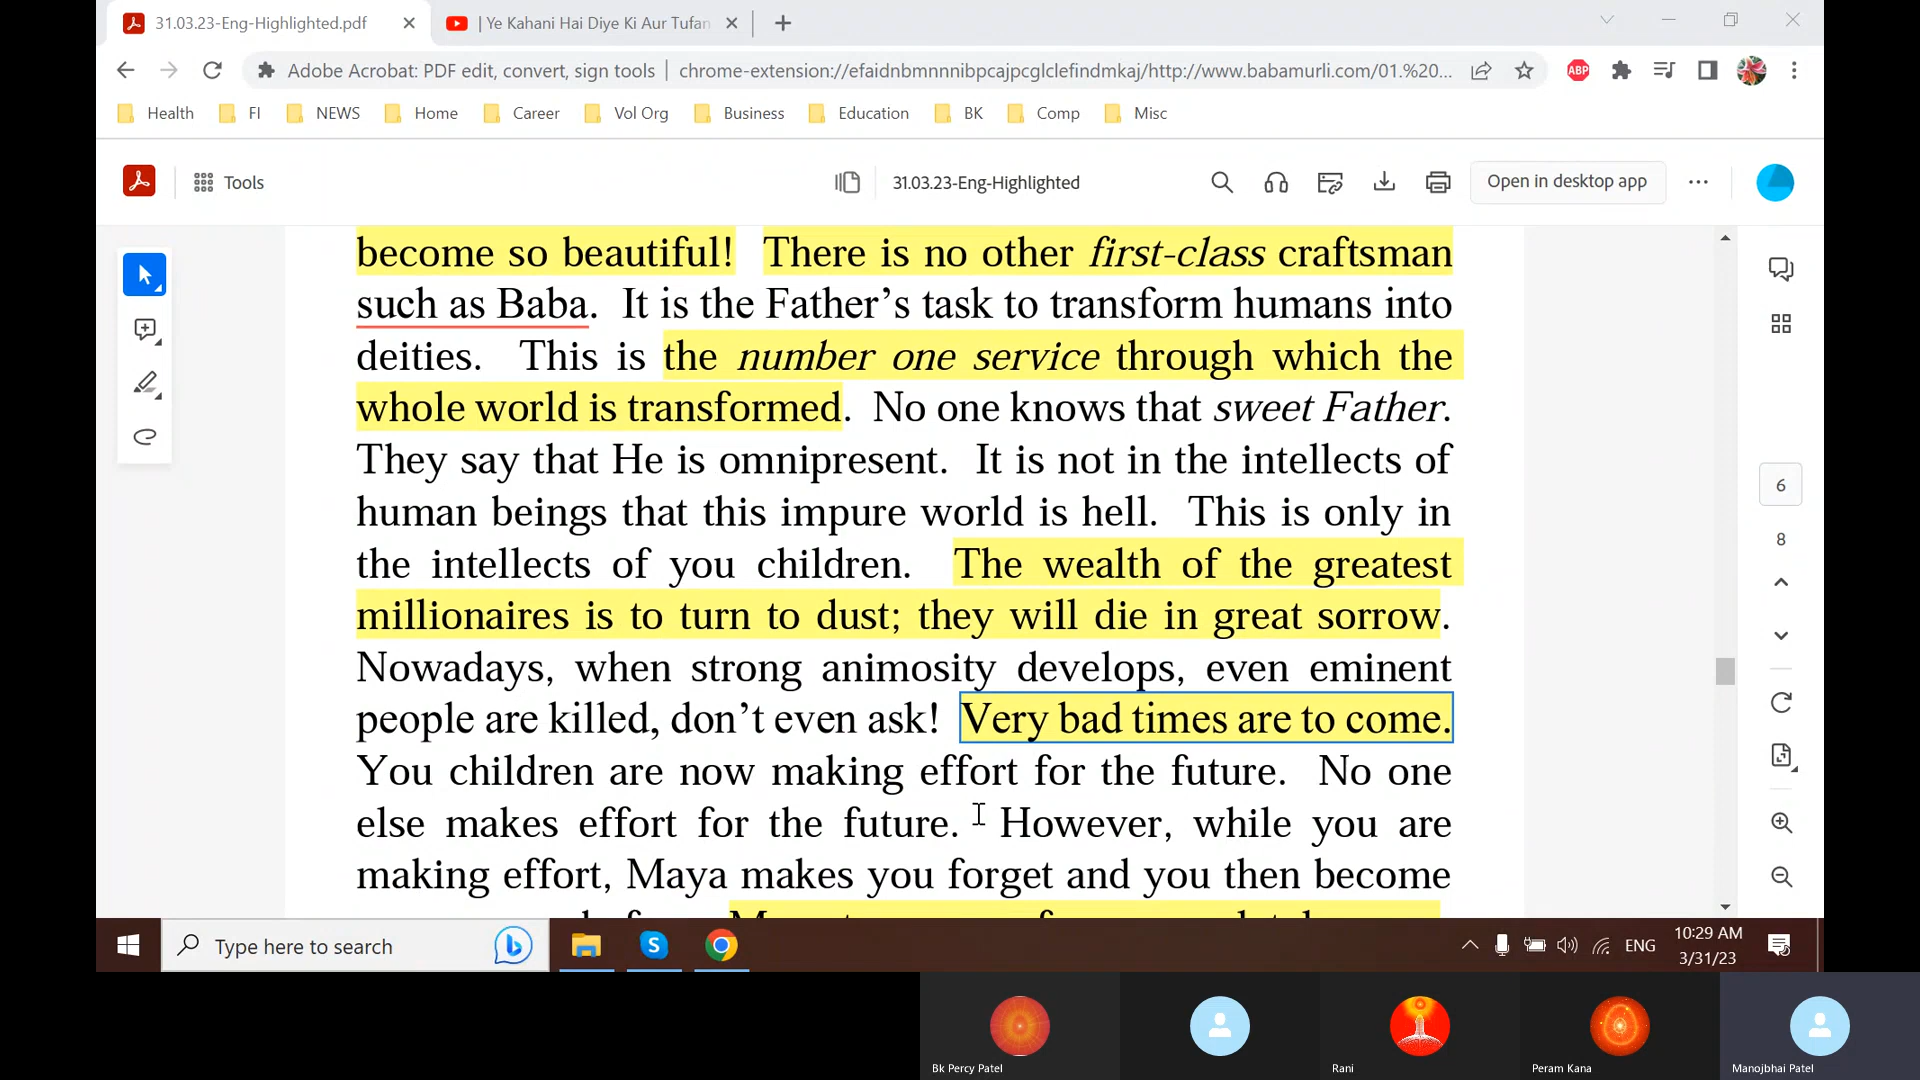 31.03.23-Eng-Highlighted.pdf
| Ye Kahani Hai Diye Ki Aur Tufan
Adobe Acrobat: PDF edit, convert, sign tools | chrome-extension://efaidnbmnnnibpcajpcglclefindmkaj/http://www.babamurli.com/01.%20...
ABP
Health FI NEWS Home Career Vol Org Business Education BK Comp Misc
Tools
31.03.23-Eng-Highlighted
Open in desktop app
become so beautiful! There is no other first-class craftsman
such as Baba. It is the Father’s task to transform humans into
deities. This is the number one service through which the
whole world is transformed. No one knows that sweet Father.
They say that He is omnipresent. It is not in the intellects of
human beings that this impure world is hell. This is only in
the intellects of you children. The wealth of the greatest
millionaires is to turn to dust; they will die in great sorrow.
Nowadays, when strong animosity develops, even eminent
people are killed, don’t even ask! Very bad times are to come.
You children are now making effort for the future. No one
else makes effort for the future. However, while you are
making effort, Maya makes you forget and you then become
6
8
Type here to search
ENG
10:29 AM
3/31/23
Bk Percy Patel
Rani
Peram Kana
Manojbhai Patel